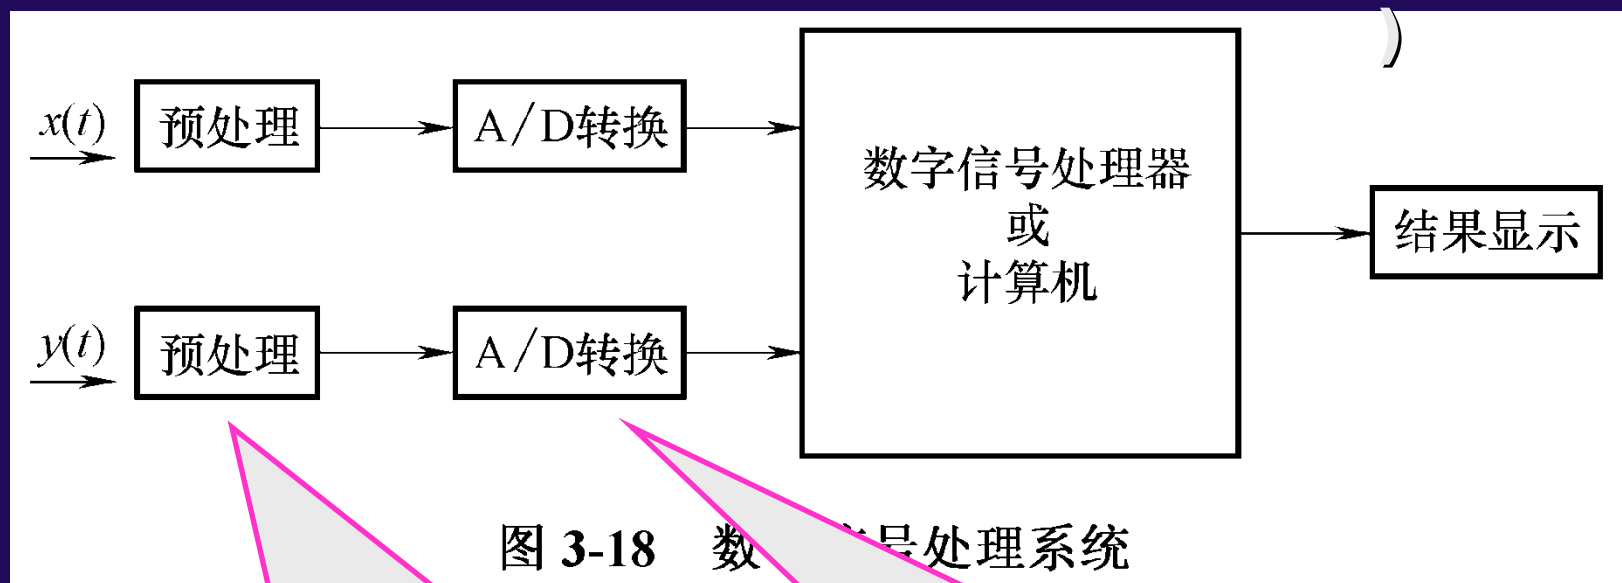 )
x(t) 预处理 A/D转换
数字信号处理器
或
计算机
结果显示
y(t) 预处理 A/D转换
图 3-18 数 号处理系统